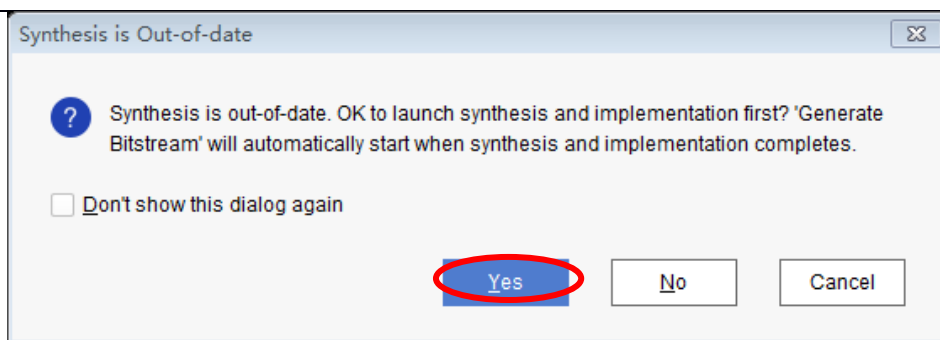 Synthesis is Out-of-date
Synthesis is out-of-date. OK to launch synthesis and implementation first? 'Generate
Bitstream' will automatically start when synthesis and implementation completes.
Don't show this dialog again
Yes No Cancel